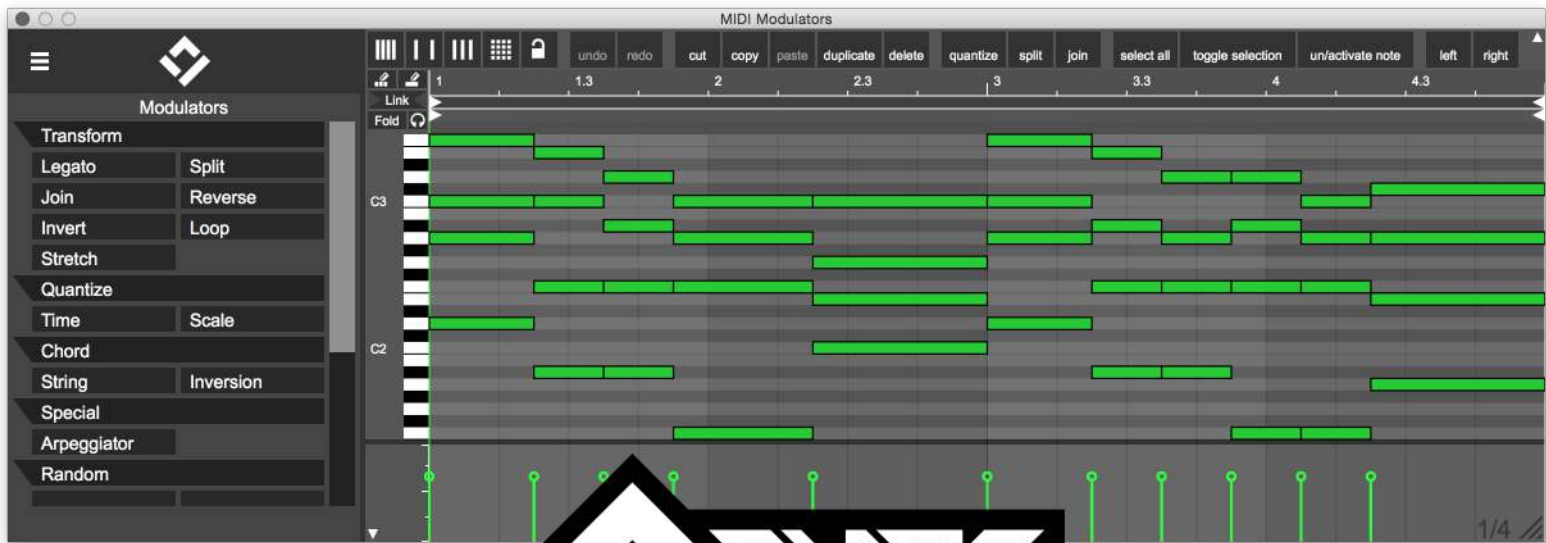 MIDI Modulators
undo redo cut copy paste duplicate delete quantize split join select all toggle selection un/activate note left right
1 1.3 2 2.3 3 3.3 4 4.3
Link
Fold
C3
C2
Modulators
Transform
Legato Split
Join Reverse
Invert Loop
Stretch
Quantize
Time Scale
Chord
String Inversion
Special
Arpeggiator
Random
1/4